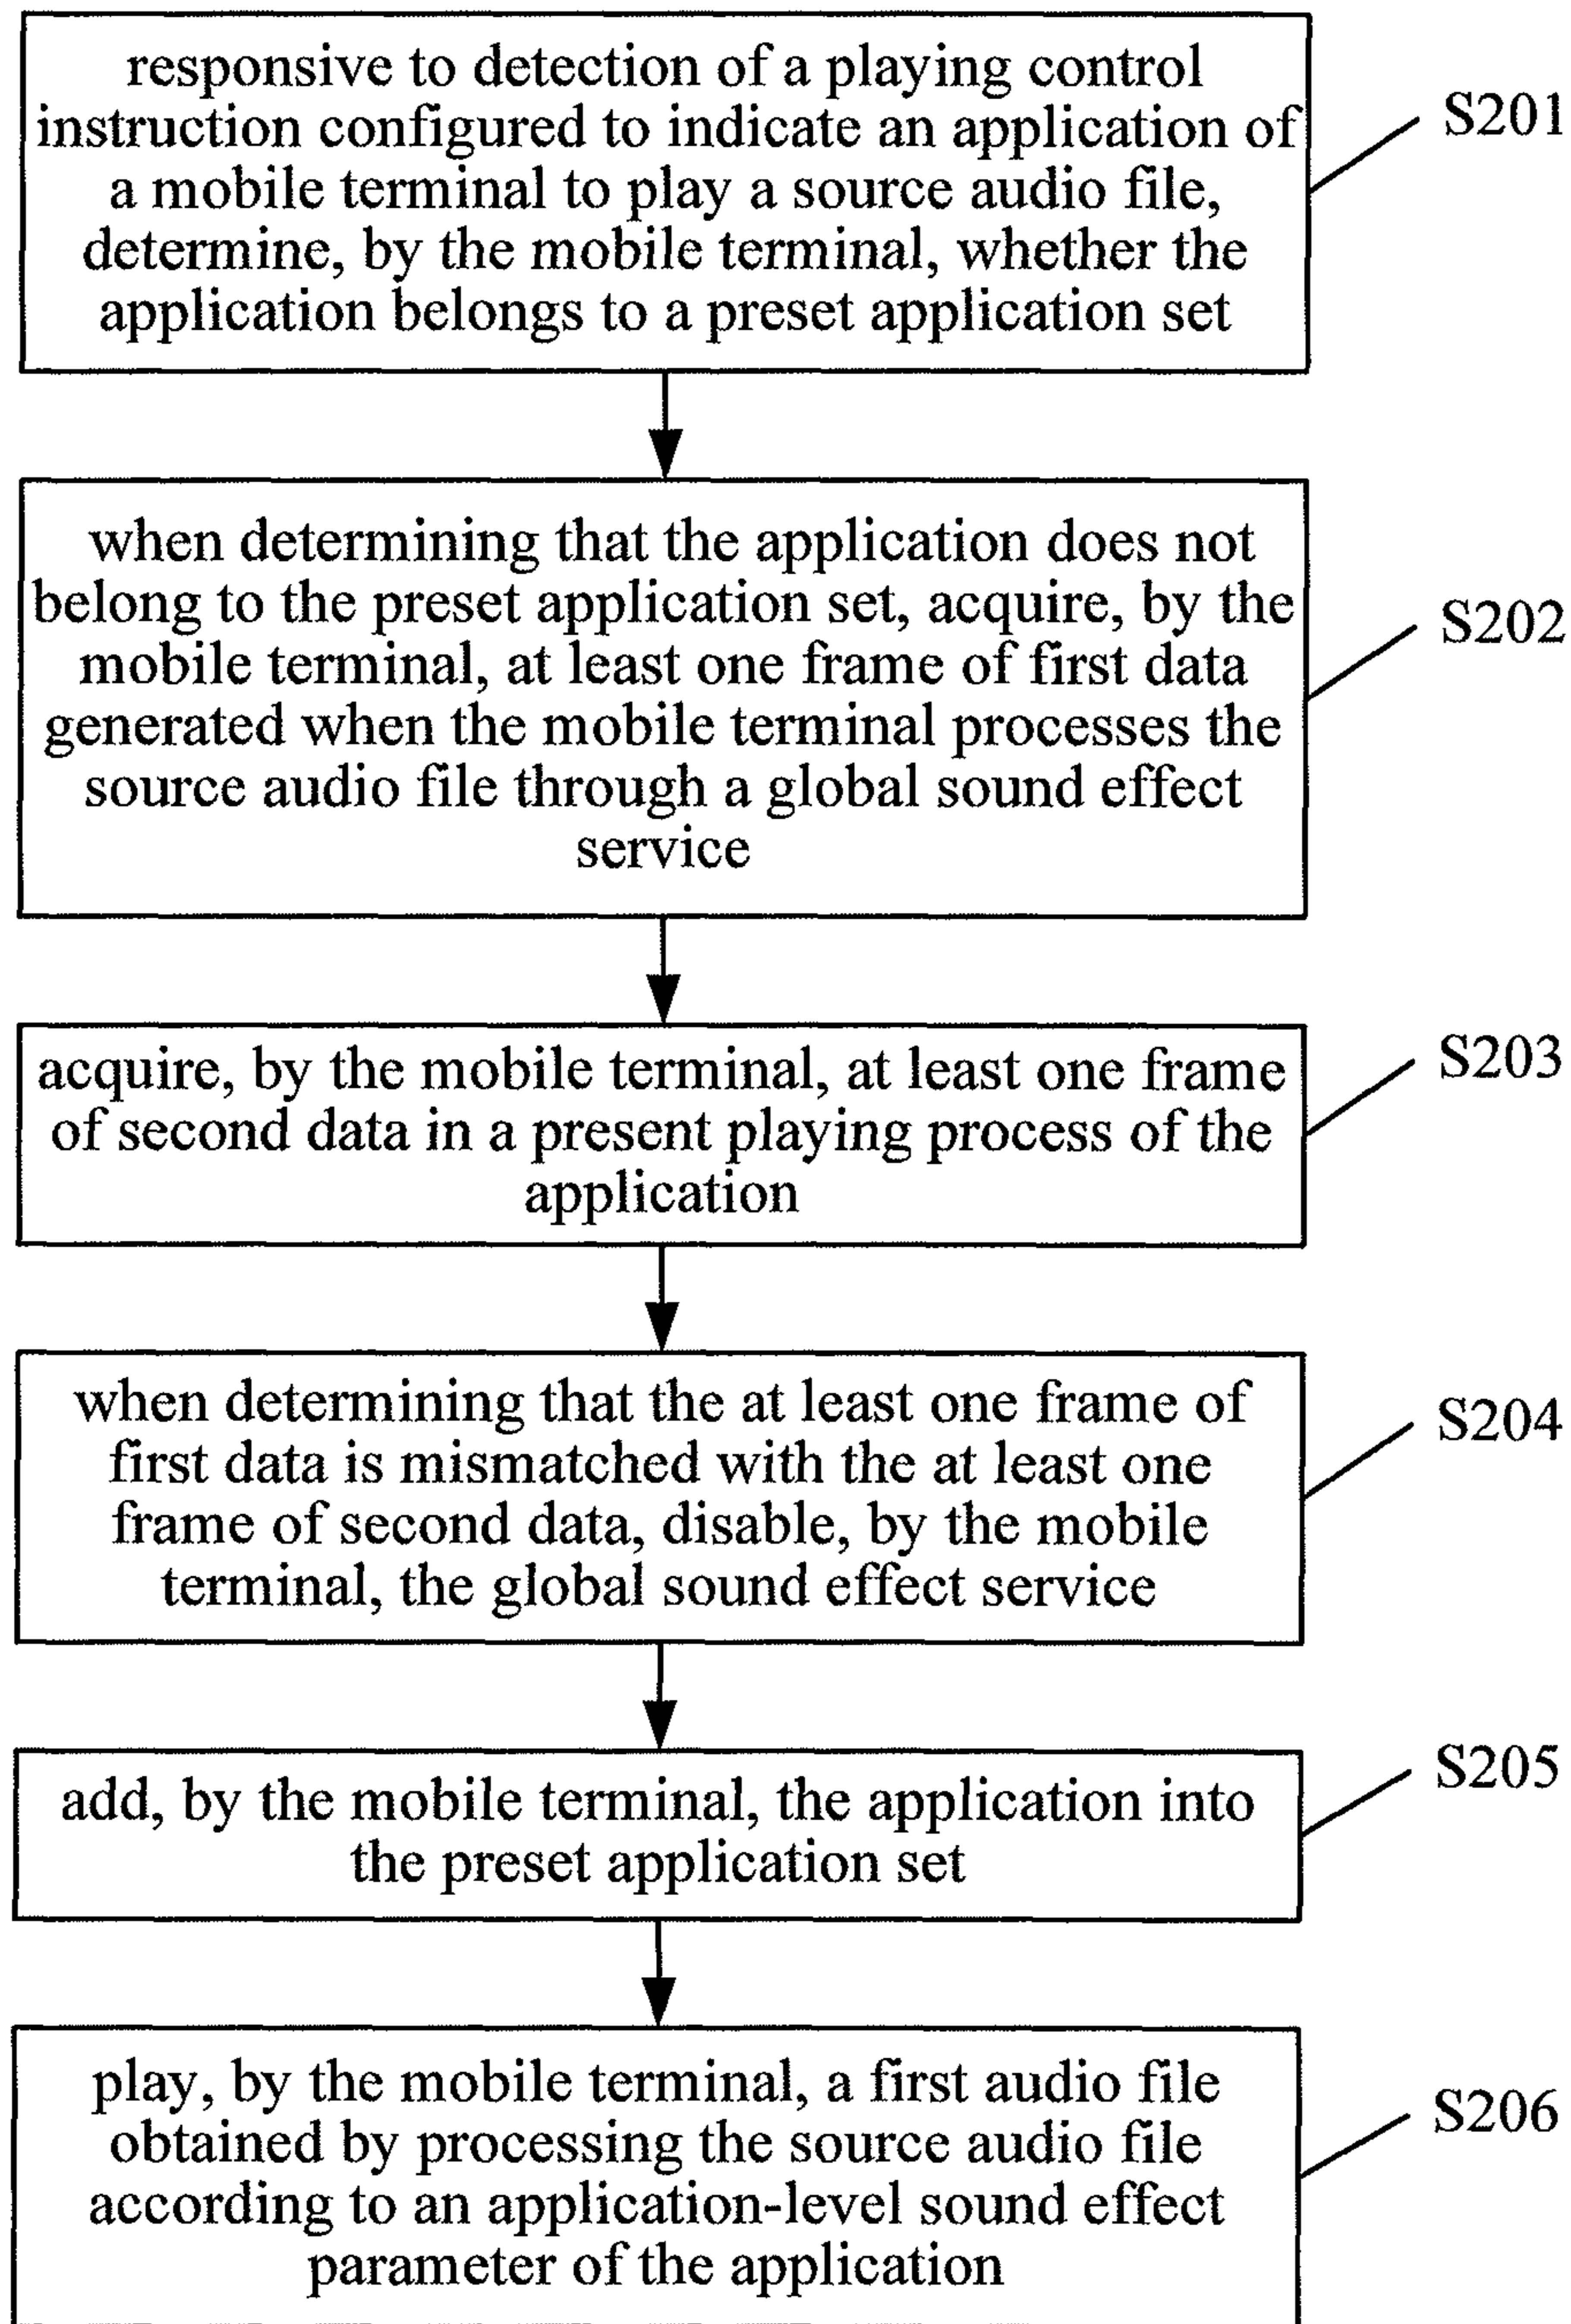 responsive to detection of a playing control
instruction configured to indicate an application of
a mobile terminal to play a source audio file,
determine, by the mobile terminal, whether the
application belongs to a preset application set
S201
when determining that the application does not
belong to the preset application set, acquire, by the
mobile terminal, at least one frame of first data
generated when the mobile terminal processes the
source audio file through a global sound effect
service
S202
acquire, by the mobile terminal, at least one frame
of second data in a present playing process of the
application
S203
when determining that the at least one frame of
first data is mismatched with the at least one
frame of second data, disable, by the mobile
terminal, the global sound effect service
S204
add, by the mobile terminal, the application into
the preset application set
S205
play, by the mobile terminal, a first audio file
obtained by processing the source audio file
according to an application-level sound effect
parameter of the application
S206